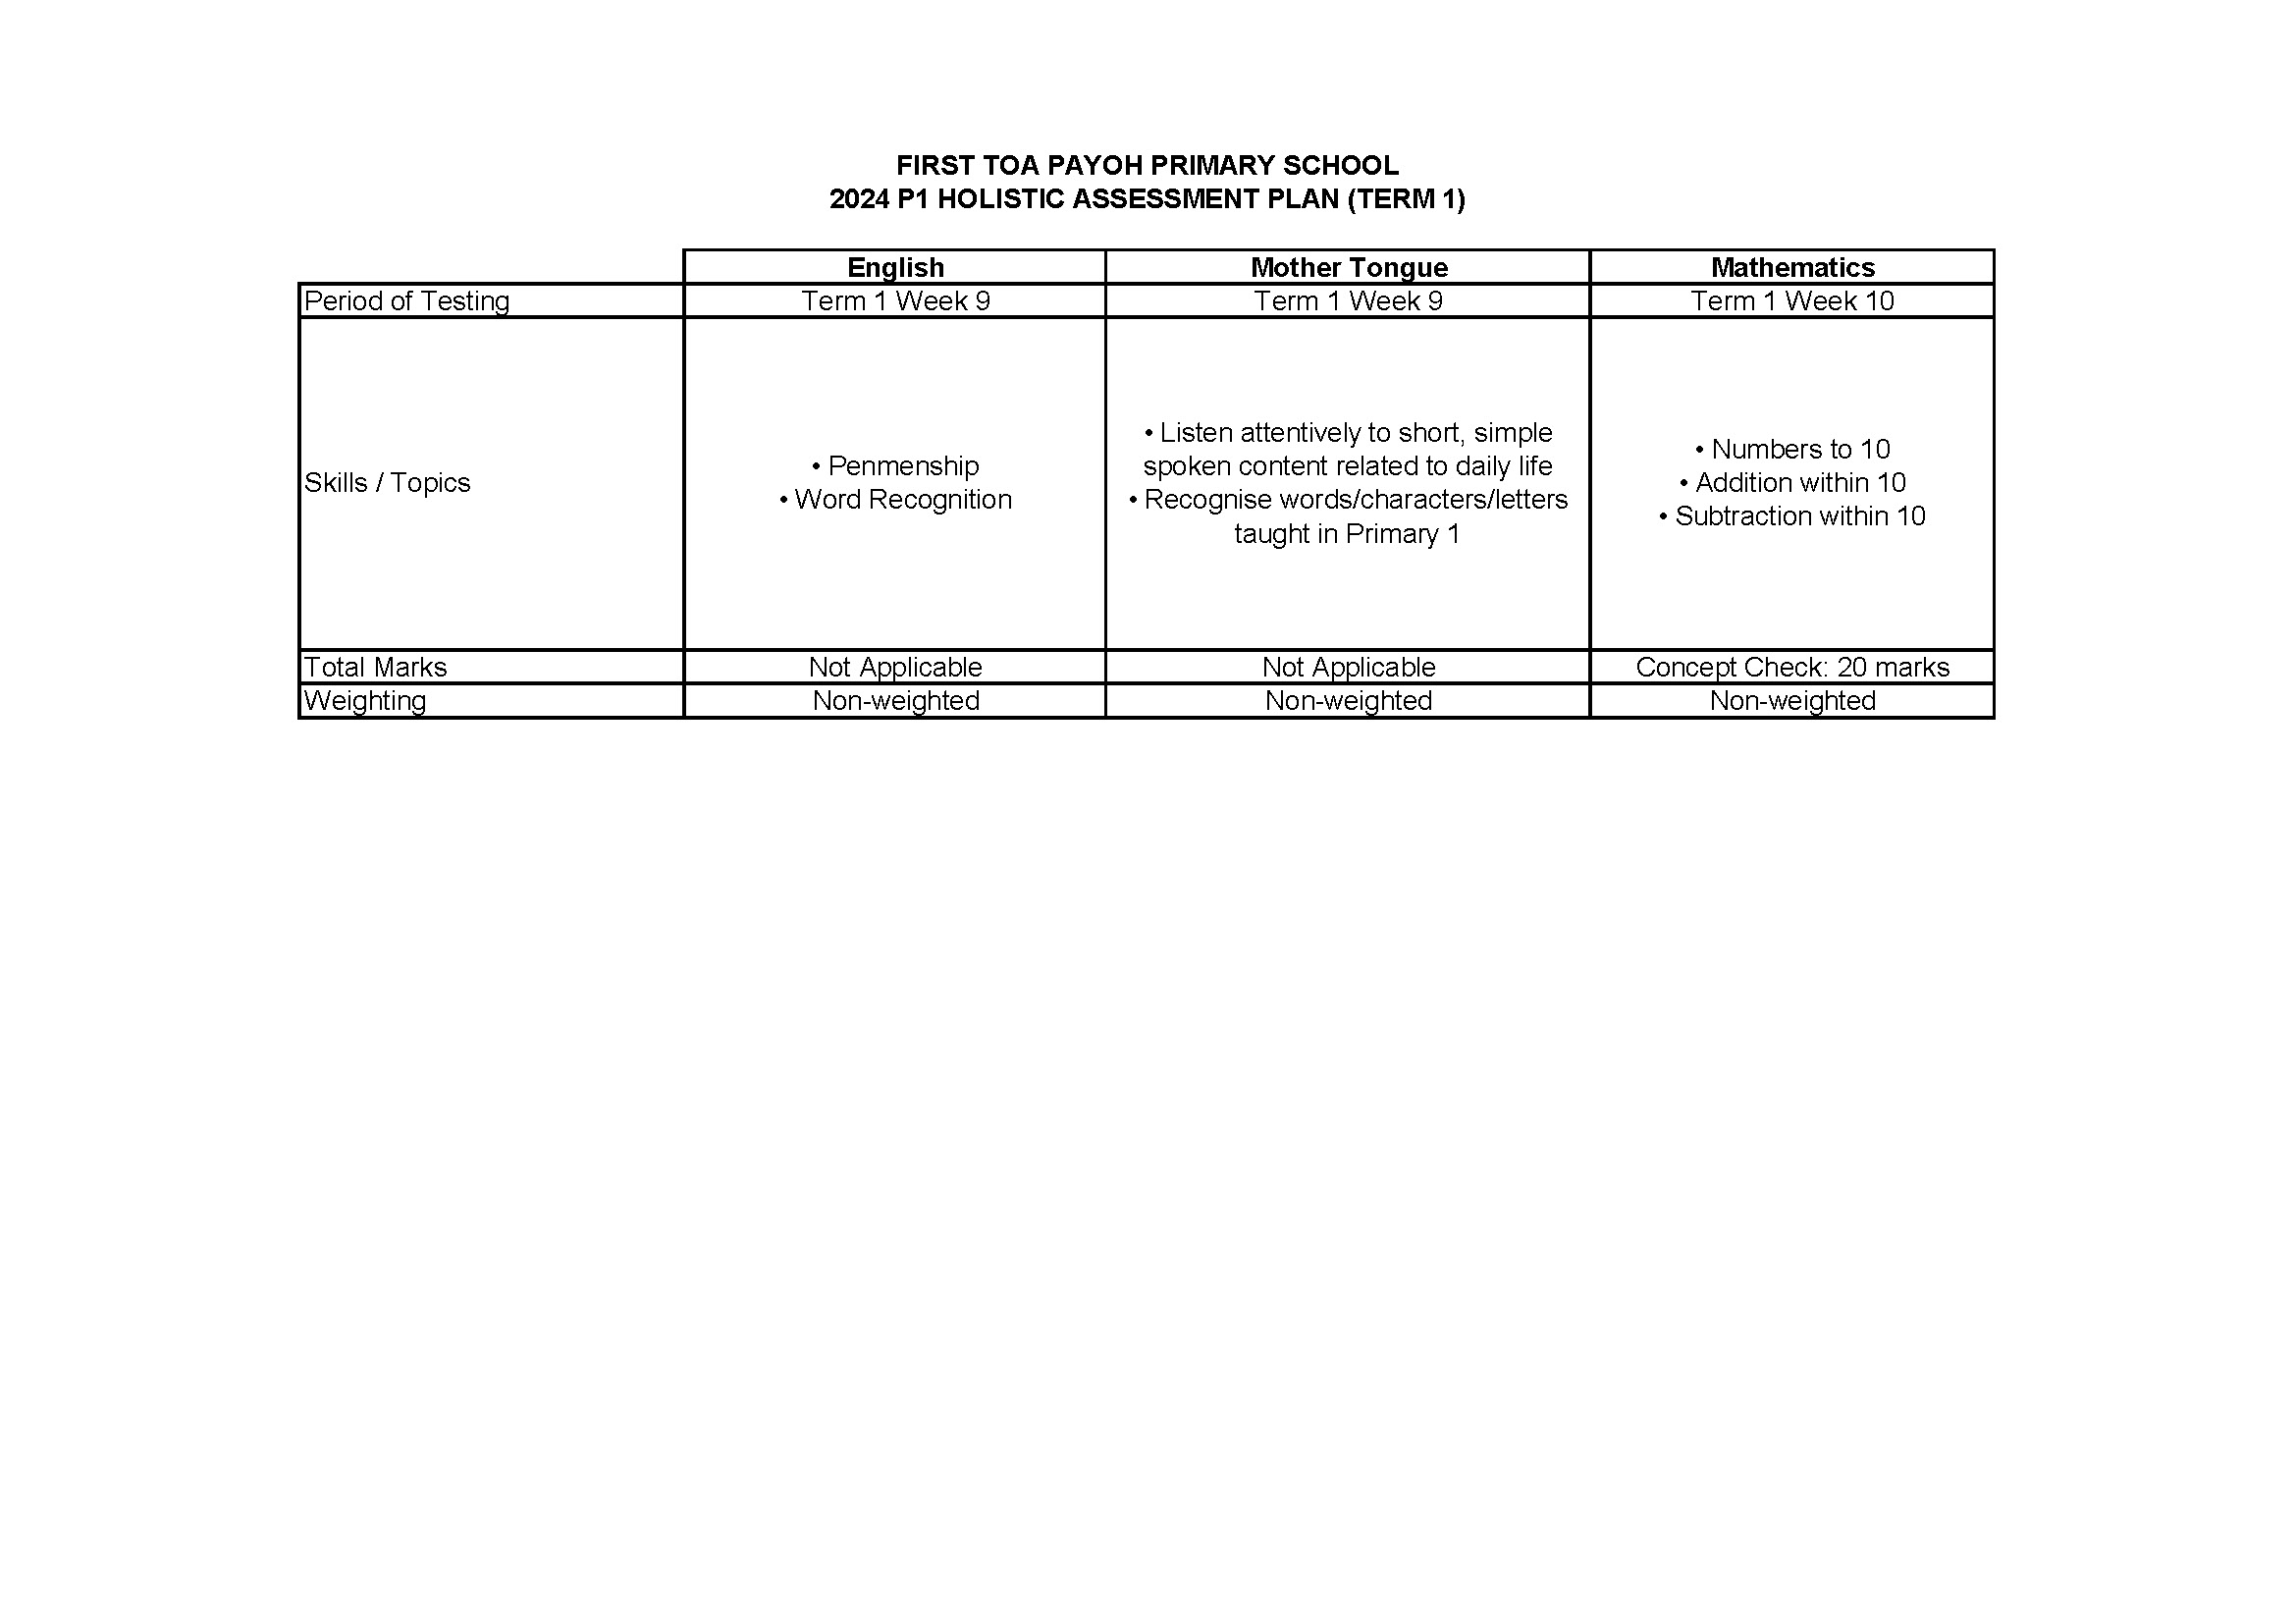 FIRST TOA PAYOH PRIMARY SCHOOL
2024 P1 HOLISTIC ASSESSMENT PLAN (TERM 1)
English Mother Tongue Mathematics
Period of Testing Term 1 Week 9 Term 1 Week 9 Term 1 Week 10
Skills / Topics
• Penmenship
• Word Recognition
• Listen attentively to short, simple
spoken content related to daily life
• Recognise words/characters/letters
taught in Primary 1
• Numbers to 10
• Addition within 10
• Subtraction within 10
Total Marks Not Applicable Not Applicable Concept Check: 20 marks
Weighting Non-weighted Non-weighted Non-weighted